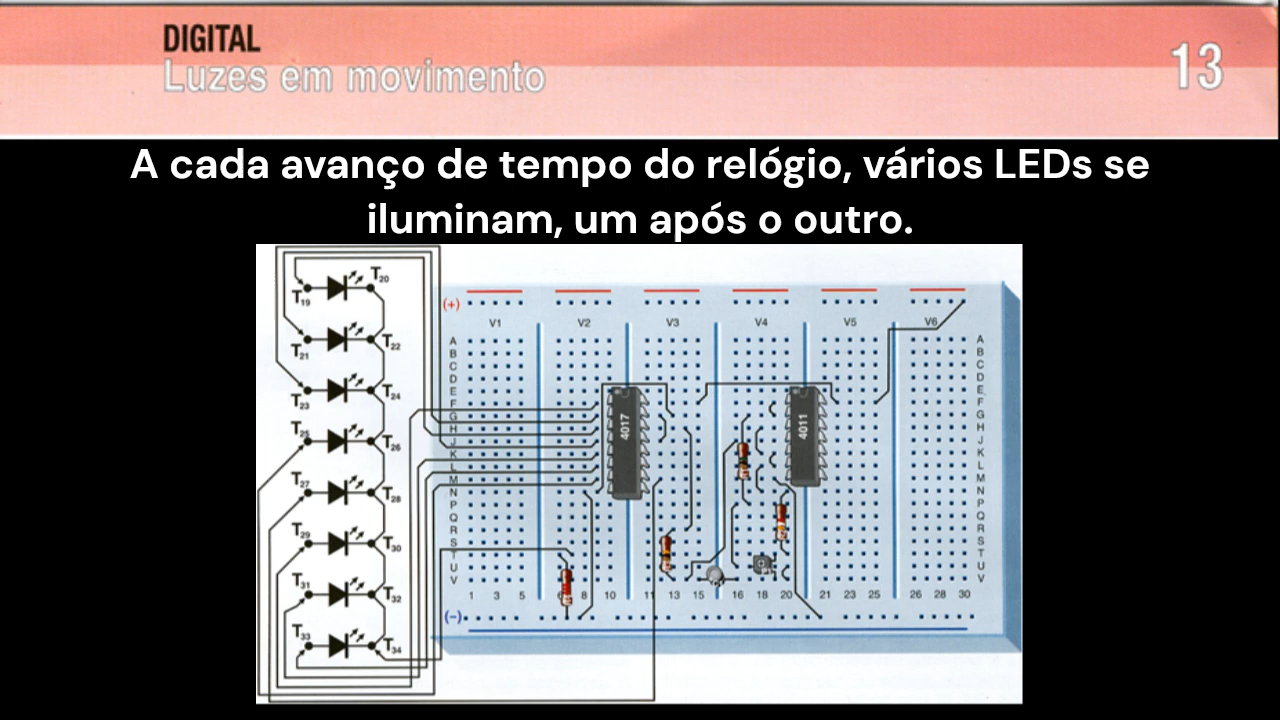 DIGITAL
Luzes em movimento
13
A cada avanço de tempo do relógio, vários LEDs se
iluminam, um após o outro.
T19 T20
T21 T22
T23 T24
T25 T26
T27 T28
T29 T30
T31 T32
T33 T34
(+)
V1 V2 V3 V4 V5 V6
A A
B B
C C
D D
E E
F F
G G
H H
J J
K K
L L
M M
N N
P P
Q Q
R R
S S
T T
U U
V V
4017
4011
1 3 5 8 10 11 13 15 16 18 20 21 23 25 26 28 30
(−)